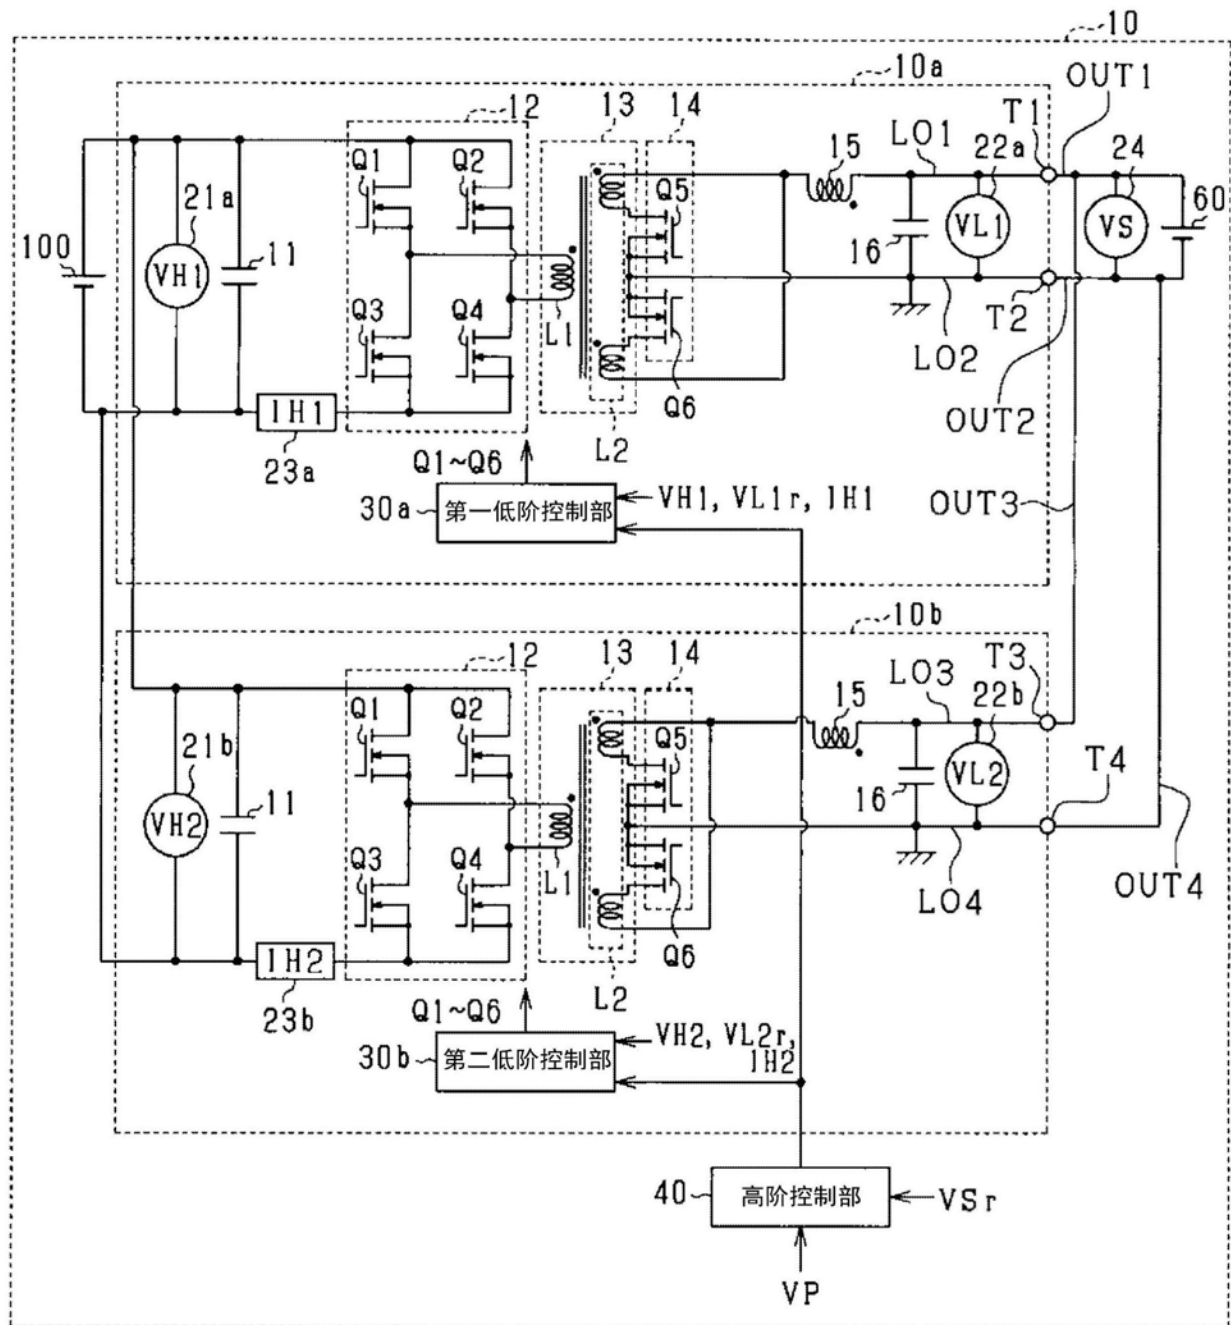 10
10a
OUT1
12
13
14
T1
LO1
22a
24
15
Q1
Q2
Q5
21a
60
100
11
VH1
16
VL1
VS
Q3
Q4
L1
T2
LO2
Q6
1H1
OUT2
23a
L2
Q1~Q6
OUT3
30a
第一低阶控制部
VH1, VL1r, 1H1
10b
12
13
14
T3
LO3
22b
15
Q1
Q2
Q5
21b
11
T4
VH2
16
VL2
Q3
Q4
L1
OUT4
LO4
Q6
1H2
23b
L2
Q1~Q6
VH2, VL2r,
1H2
30b
第二低阶控制部
40
高阶控制部
VSr
VP